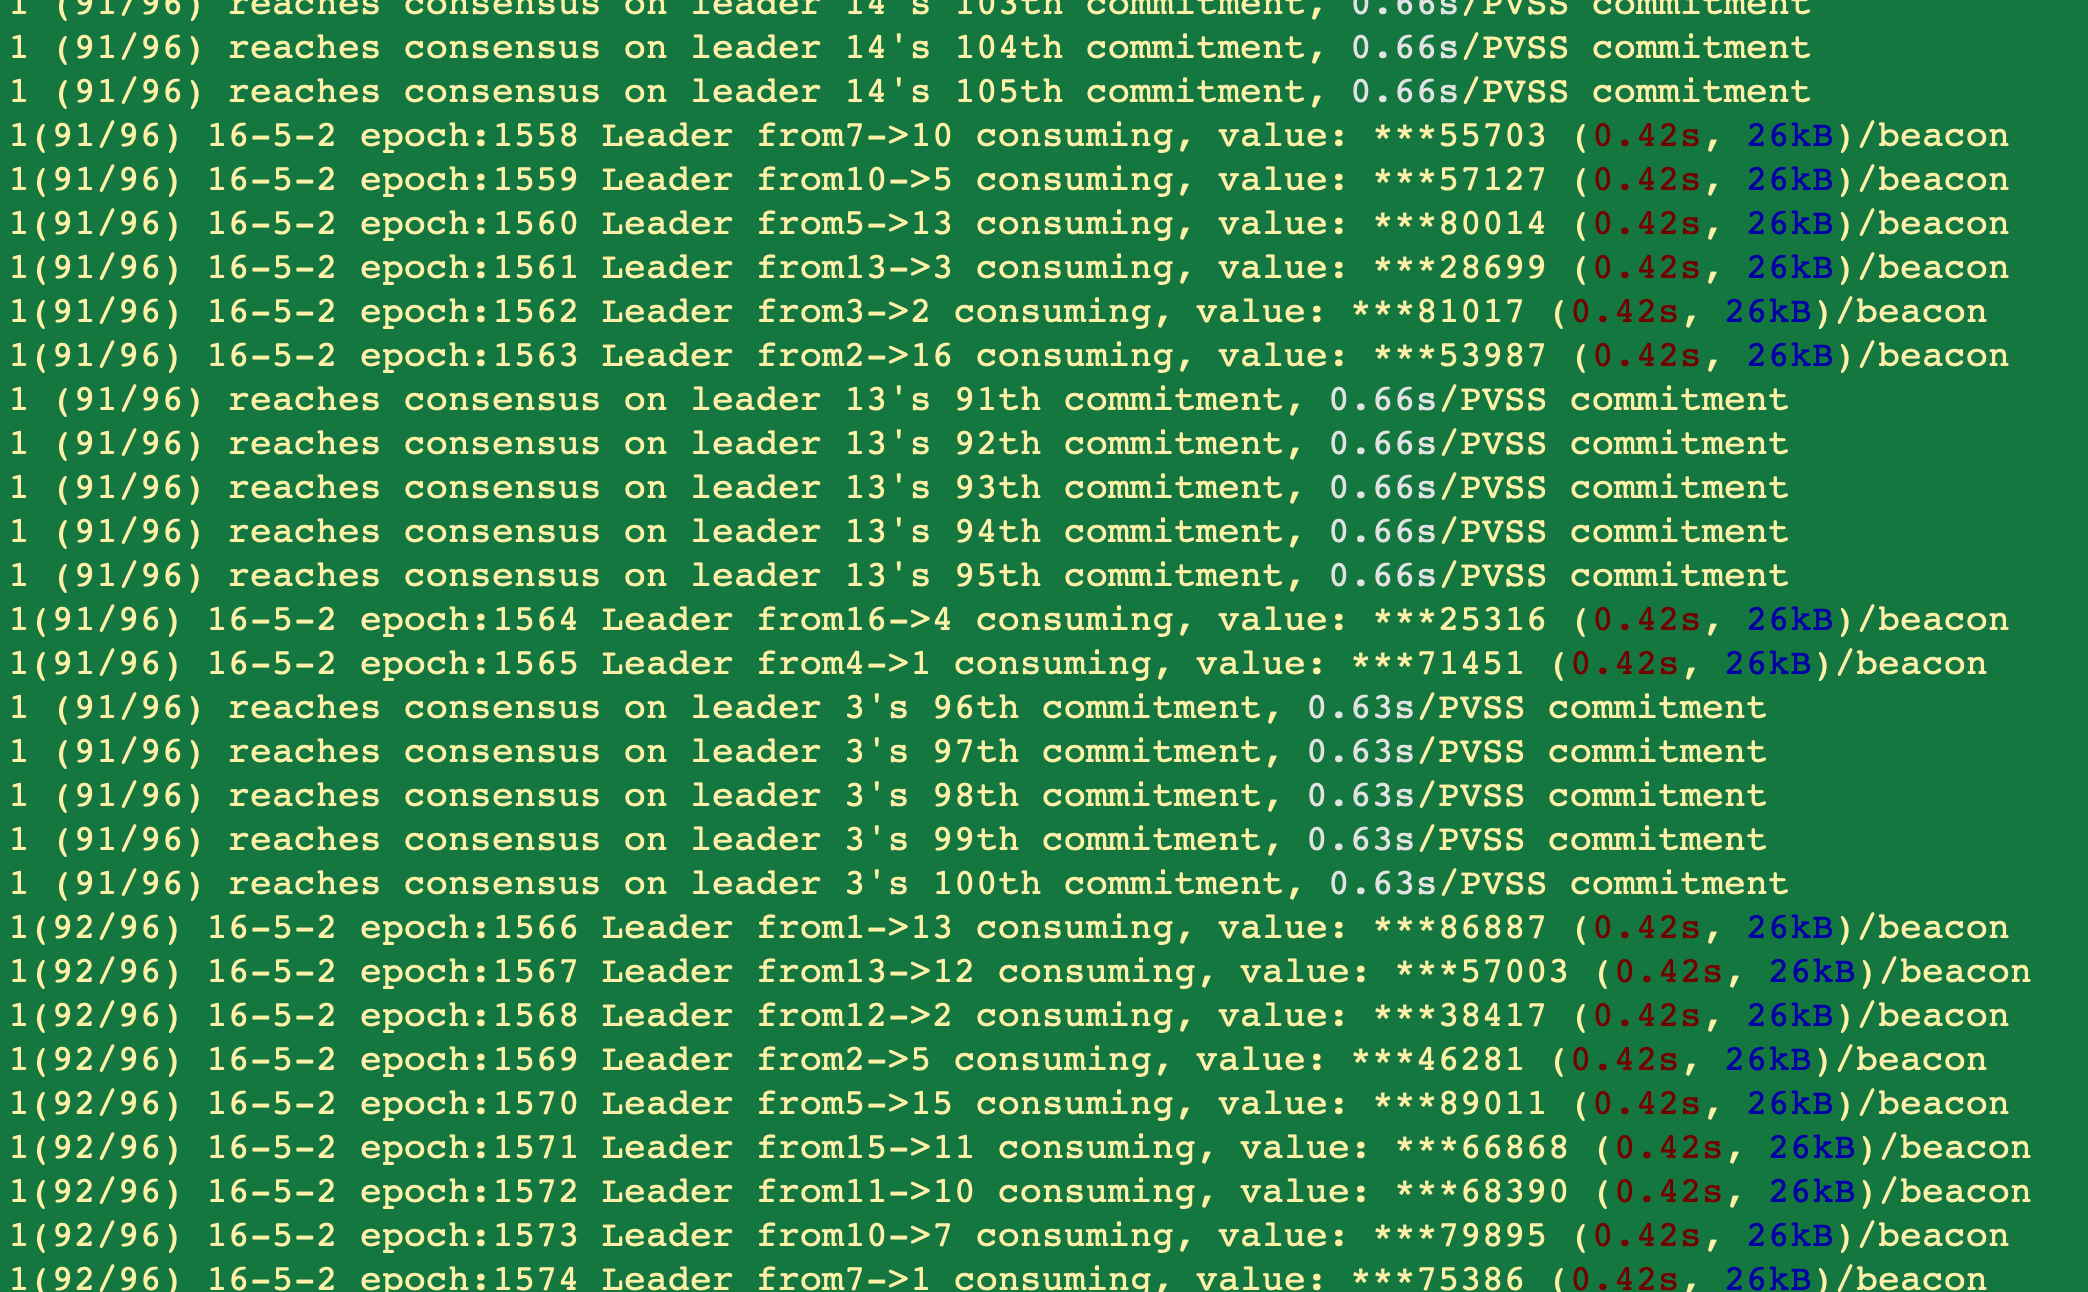 1 (91/96) reaches consensus on leader 14's 103th commitment, 0.66s/PVSS commitment
1 (91/96) reaches consensus on leader 14's 104th commitment, 0.66s/PVSS commitment
1 (91/96) reaches consensus on leader 14's 105th commitment, 0.66s/PVSS commitment
1(91/96) 16-5-2 epoch:1558 Leader from7->10 consuming, value: ***55703 (0.42s, 26kB)/beacon
1(91/96) 16-5-2 epoch:1559 Leader from10->5 consuming, value: ***57127 (0.42s, 26kB)/beacon
1(91/96) 16-5-2 epoch:1560 Leader from5->13 consuming, value: ***80014 (0.42s, 26kB)/beacon
1(91/96) 16-5-2 epoch:1561 Leader from13->3 consuming, value: ***28699 (0.42s, 26kB)/beacon
1(91/96) 16-5-2 epoch:1562 Leader from3->2 consuming, value: ***81017 (0.42s, 26kB)/beacon
1(91/96) 16-5-2 epoch:1563 Leader from2->16 consuming, value: ***53987 (0.42s, 26kB)/beacon
1 (91/96) reaches consensus on leader 13's 91th commitment, 0.66s/PVSS commitment
1 (91/96) reaches consensus on leader 13's 92th commitment, 0.66s/PVSS commitment
1 (91/96) reaches consensus on leader 13's 93th commitment, 0.66s/PVSS commitment
1 (91/96) reaches consensus on leader 13's 94th commitment, 0.66s/PVSS commitment
1 (91/96) reaches consensus on leader 13's 95th commitment, 0.66s/PVSS commitment
1(91/96) 16-5-2 epoch:1564 Leader from16->4 consuming, value: ***25316 (0.42s, 26kB)/beacon
1(91/96) 16-5-2 epoch:1565 Leader from4->1 consuming, value: ***71451 (0.42s, 26kB)/beacon
1 (91/96) reaches consensus on leader 3's 96th commitment, 0.63s/PVSS commitment
1 (91/96) reaches consensus on leader 3's 97th commitment, 0.63s/PVSS commitment
1 (91/96) reaches consensus on leader 3's 98th commitment, 0.63s/PVSS commitment
1 (91/96) reaches consensus on leader 3's 99th commitment, 0.63s/PVSS commitment
1 (91/96) reaches consensus on leader 3's 100th commitment, 0.63s/PVSS commitment
1(92/96) 16-5-2 epoch:1566 Leader from1->13 consuming, value: ***86887 (0.42s, 26kB)/beacon
1(92/96) 16-5-2 epoch:1567 Leader from13->12 consuming, value: ***57003 (0.42s, 26kB)/beacon
1(92/96) 16-5-2 epoch:1568 Leader from12->2 consuming, value: ***38417 (0.42s, 26kB)/beacon
1(92/96) 16-5-2 epoch:1569 Leader from2->5 consuming, value: ***46281 (0.42s, 26kB)/beacon
1(92/96) 16-5-2 epoch:1570 Leader from5->15 consuming, value: ***89011 (0.42s, 26kB)/beacon
1(92/96) 16-5-2 epoch:1571 Leader from15->11 consuming, value: ***66868 (0.42s, 26kB)/beacon
1(92/96) 16-5-2 epoch:1572 Leader from11->10 consuming, value: ***68390 (0.42s, 26kB)/beacon
1(92/96) 16-5-2 epoch:1573 Leader from10->7 consuming, value: ***79895 (0.42s, 26kB)/beacon
1(92/96) 16-5-2 epoch:1574 Leader from7->1 consuming, value: ***75386 (0.42s, 26kB)/beacon